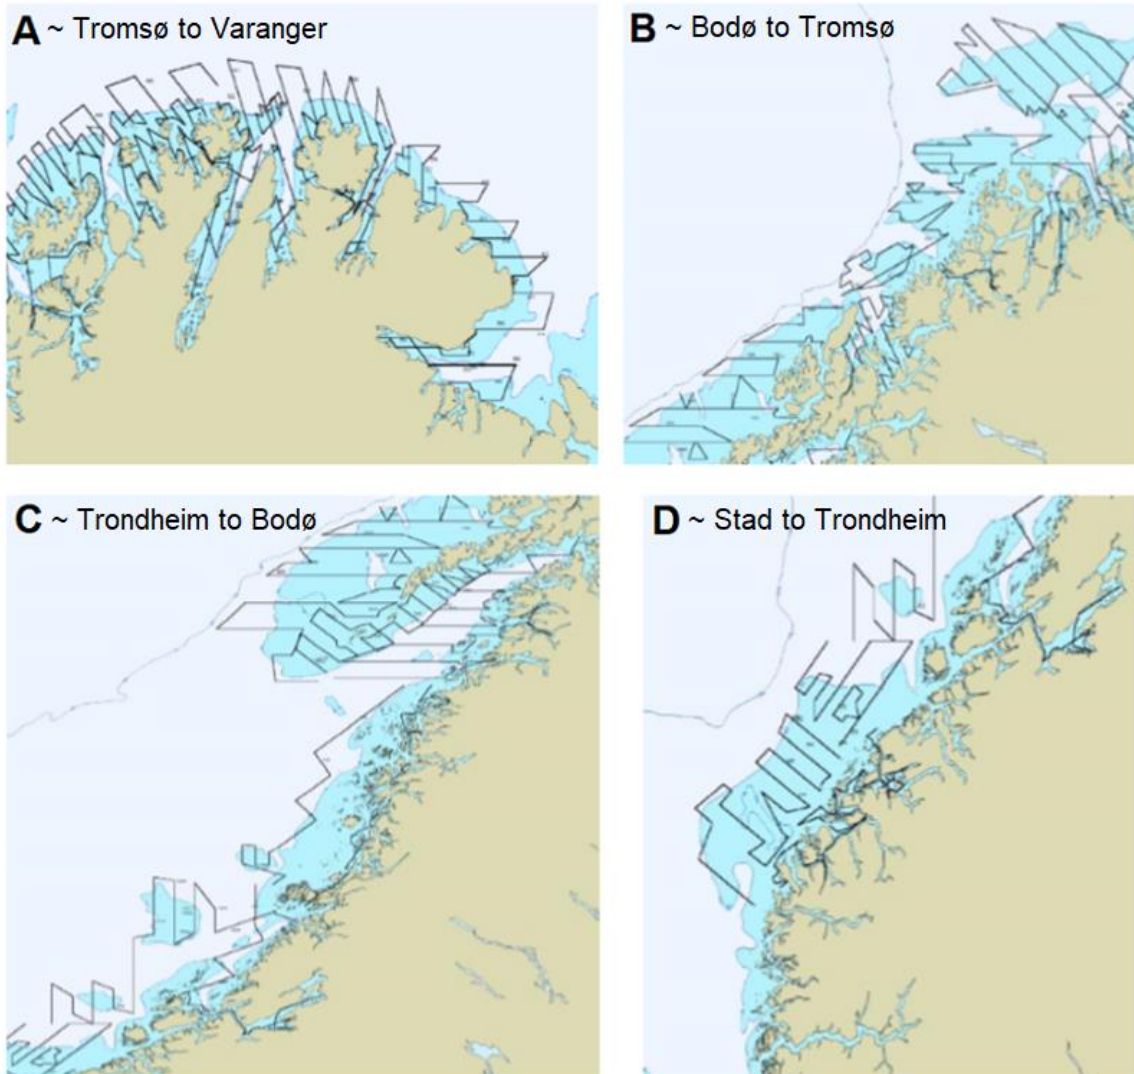 A ~ Tromsø to Varanger
B ~ Bodø to Tromsø
C ~ Trondheim to Bodø
D ~ Stad to Trondheim